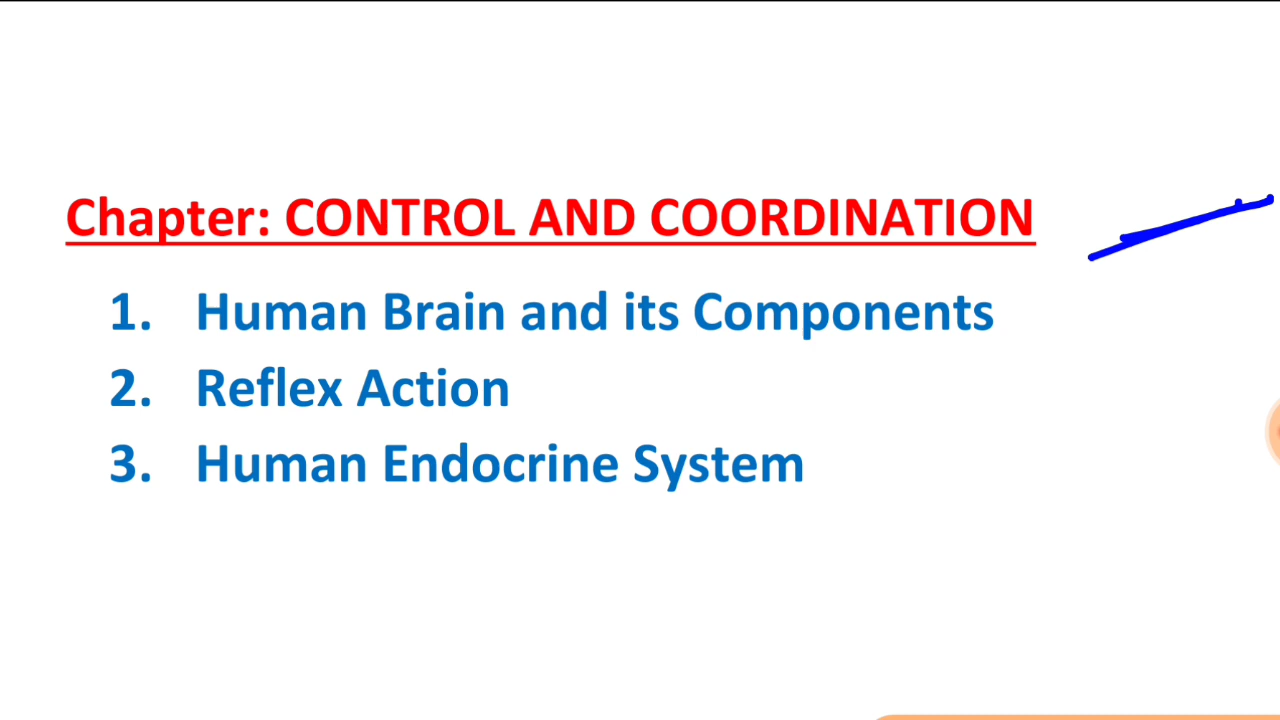 Chapter: CONTROL AND COORDINATION
1. Human Brain and its Components
2. Reflex Action
3. Human Endocrine System